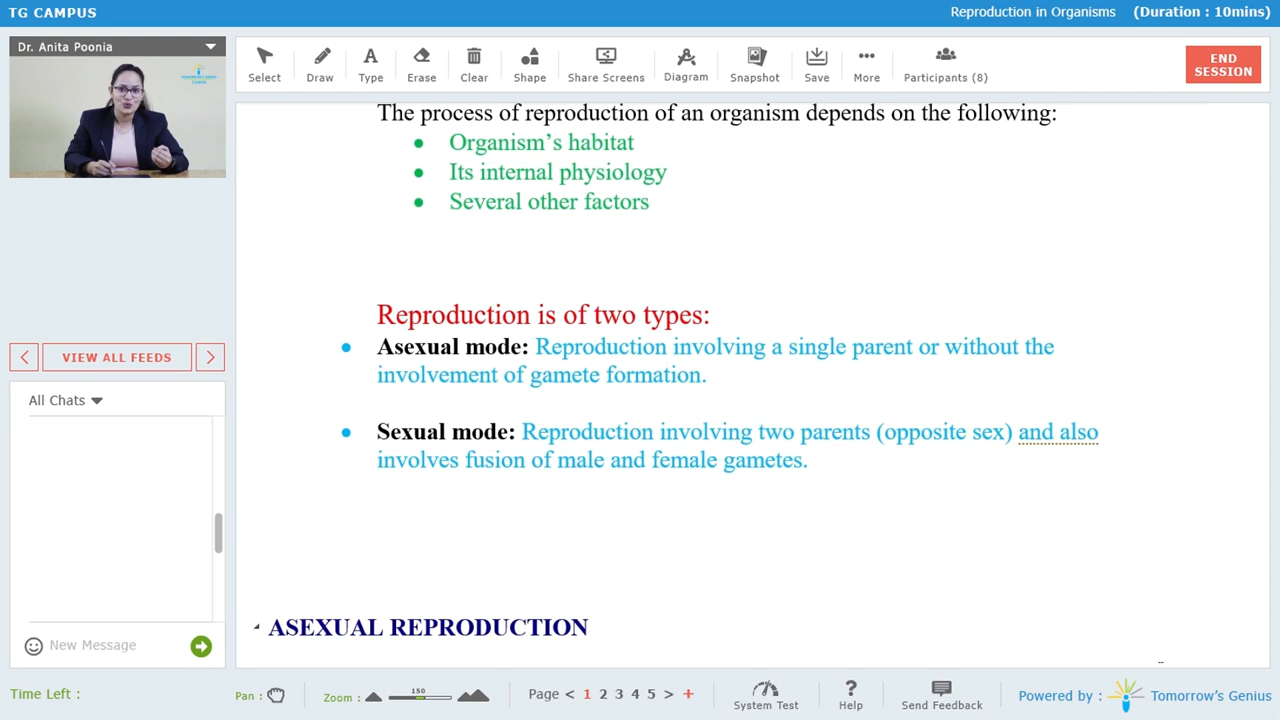 TG CAMPUS
Reproduction in Organisms (Duration : 10mins)
Dr. Anita Poonia
Select
Draw
Type
Erase
Clear
Shape
Share Screens
Diagram
Snapshot
Save
More
Participants (8)
END
SESSION
The process of reproduction of an organism depends on the following:
• Organism’s habitat
• Its internal physiology
• Several other factors
Reproduction is of two types:
• Asexual mode: Reproduction involving a single parent or without the
involvement of gamete formation.
• Sexual mode: Reproduction involving two parents (opposite sex) and also
involves fusion of male and female gametes.
ASEXUAL REPRODUCTION
VIEW ALL FEEDS
All Chats
New Message
Time Left :
Pan :
Zoom :
150
Page < 1 2 3 4 5 > +
System Test
Help
Send Feedback
Powered by : Tomorrow’s Genius